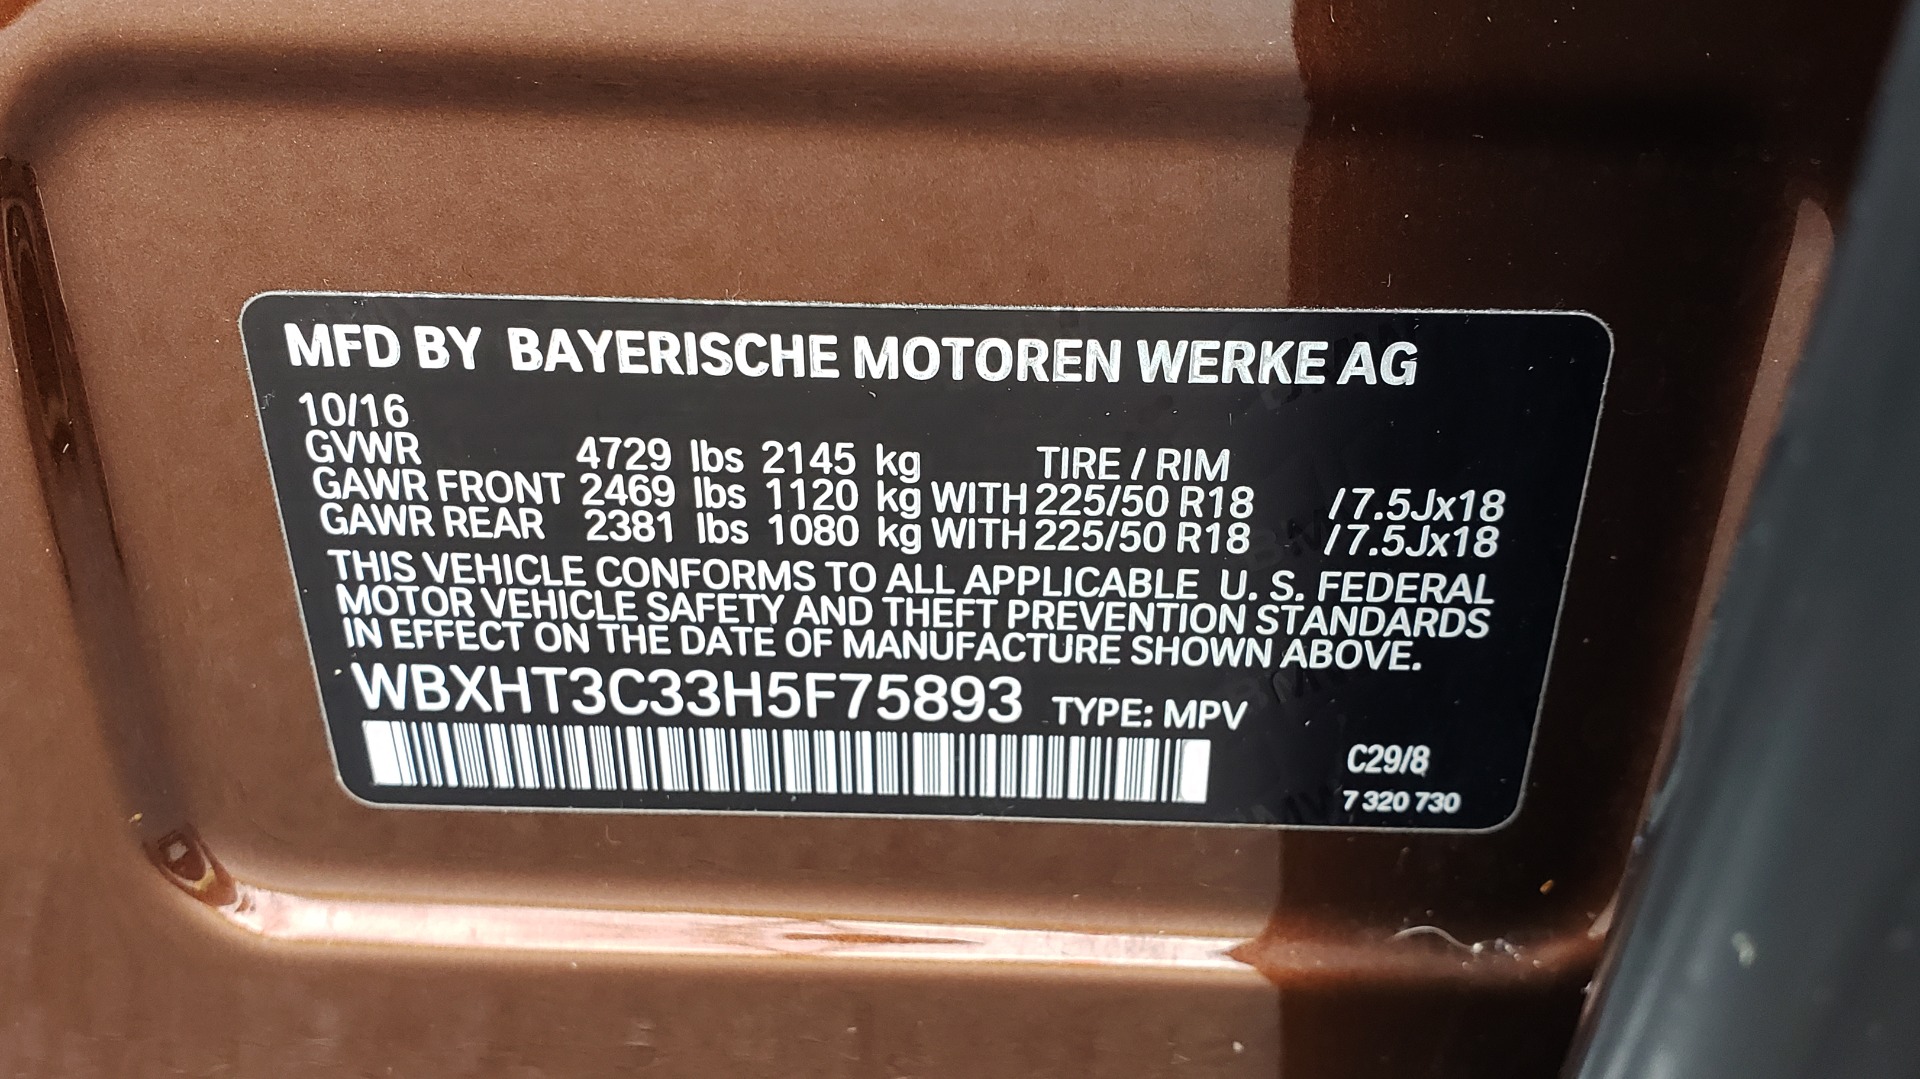 MFD BY BAYERISCHE MOTOREN WERKE AG
10/16
GVWR 4729 lbs 2145 kg TIRE / RIM
GAWR FRONT 2469 lbs 1120 kg WITH 225/50 R18 /7.5Jx18
GAWR REAR 2381 lbs 1080 kg WITH 225/50 R18 /7.5Jx18
THIS VEHICLE CONFORMS TO ALL APPLICABLE U. S. FEDERAL
MOTOR VEHICLE SAFETY AND THEFT PREVENTION STANDARDS
IN EFFECT ON THE DATE OF MANUFACTURE SHOWN ABOVE.
WBXHT3C33H5F75893 TYPE: MPV
C29/8
7 320 730